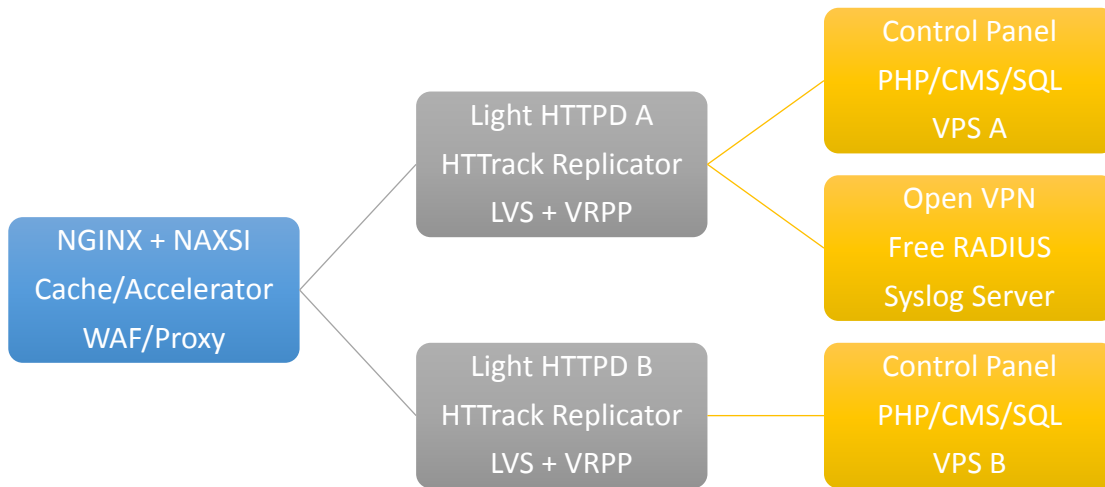 NGINX + NAXSI
Cache/Accelerator
WAF/Proxy
Light HTTPD A
HTTrack Replicator
LVS + VRPP
Control Panel
PHP/CMS/SQL
VPS A
Open VPN
Free RADIUS
Syslog Server
Light HTTPD B
HTTrack Replicator
LVS + VRPP
Control Panel
PHP/CMS/SQL
VPS B